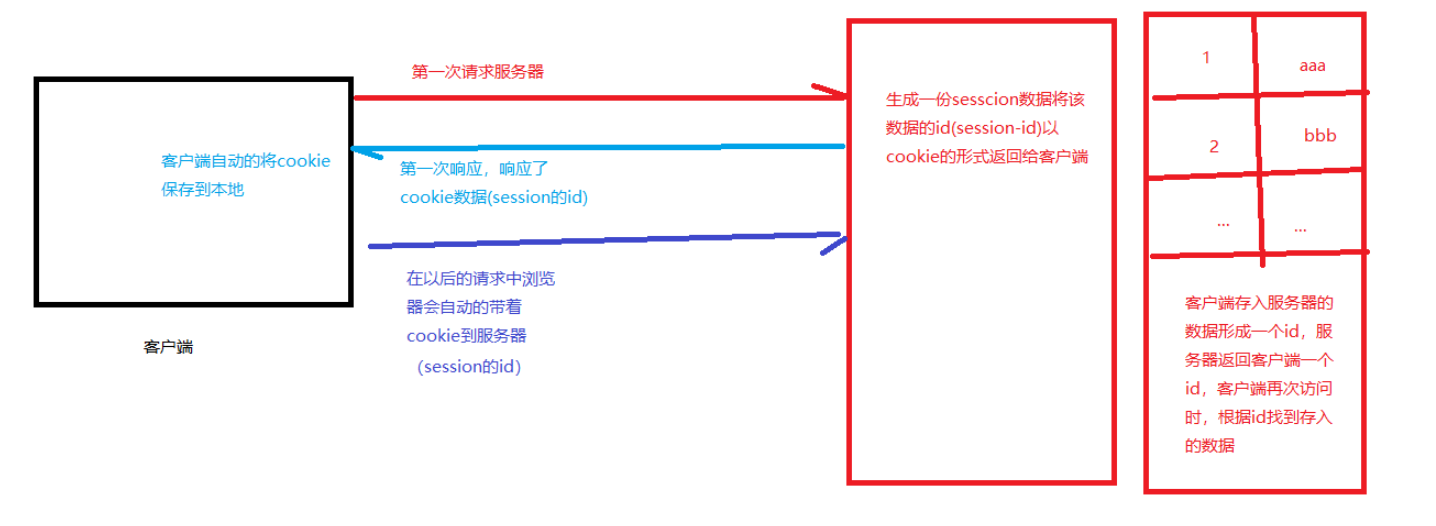 第一次请求服务器
客户端自动的将cookie
保存到本地
第一次响应，响应了
cookie数据(session的id)
在以后的请求中浏览
器会自动的带着
cookie到服务器
（session的id）
客户端
生成一份sesscion数据将该
数据的id(session-id)以
cookie的形式返回给客户端
1
aaa
2
bbb
...
...
客户端存入服务器的
数据形成一个id，服
务器返回客户端一个
id，客户端再次访问
时，根据id找到存入
的数据